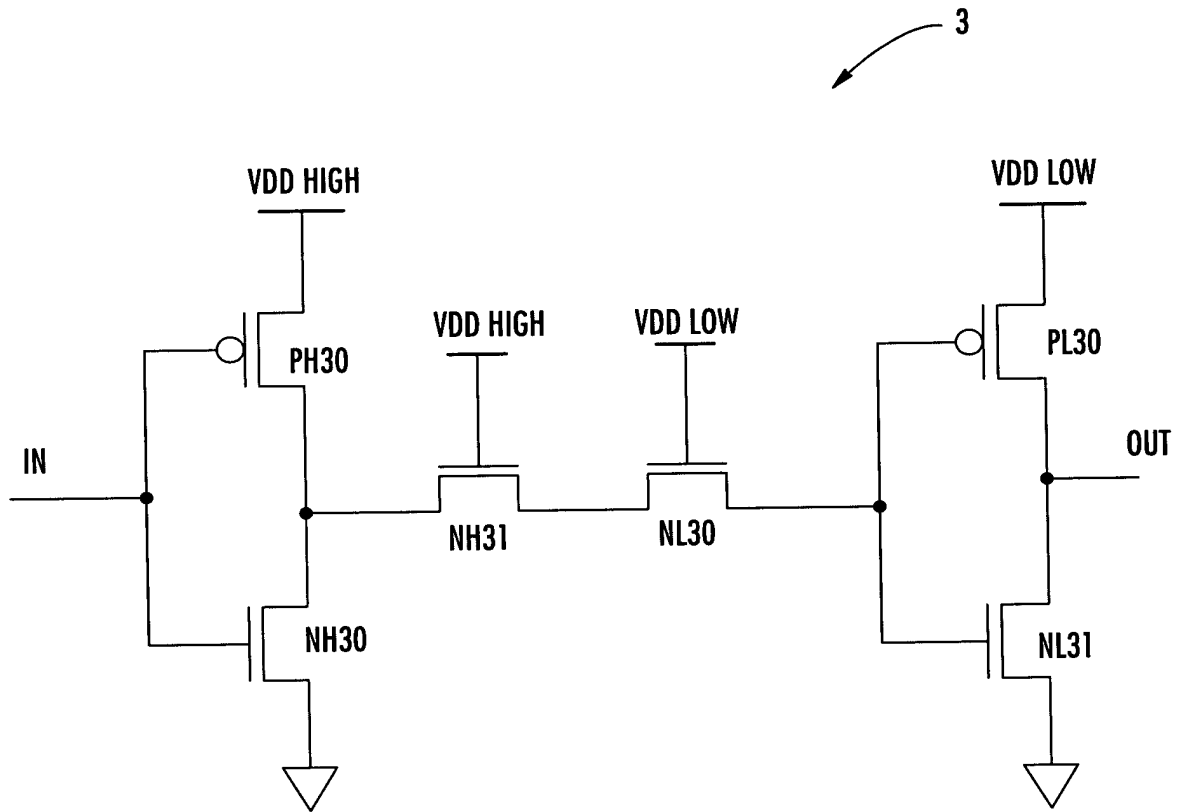 3
VDD HIGH
VDD LOW
VDD HIGH
VDD LOW
PH30
PL30
IN
OUT
NH31
NL30
NH30
NL31